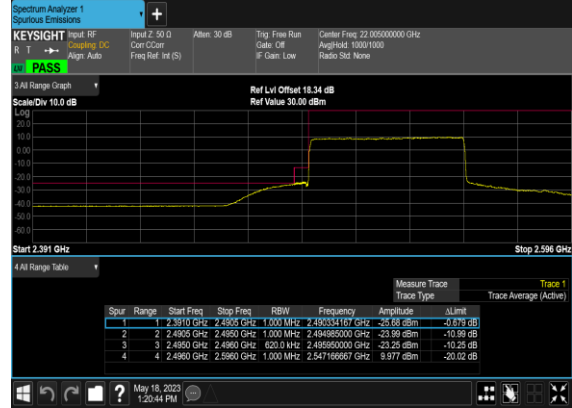 Spectrum Analyzer 1
Spurious Emissions
+
KEYSIGHT Input: RF Input Z: 50 Ω Atten: 30 dB Trig: Free Run Center Freq: 22.005000000 GHz
R T Coupling: DC Corr CCorr Gate: Off Avg|Hold: 1000/1000
Align: Auto Freq Ref: Int (S) IF Gain: Low Radio Std: None
PASS
3 All Range Graph
Ref Lvl Offset 18.34 dB
Scale/Div 10.0 dB Ref Value 30.00 dBm
Log
20.0
10.0
0.00
-10.0
-20.0
-30.0
-40.0
-50.0
-60.0
Start 2.391 GHz Stop 2.596 GHz
4 All Range Table
Measure Trace Trace 1
Trace Type Trace Average (Active)
Spur Range Start Freq Stop Freq RBW Frequency Amplitude ΔLimit
1 1 2.3910 GHz 2.4905 GHz 1.000 MHz 2.490334167 GHz -25.68 dBm -0.679 dB
2 2 2.4905 GHz 2.4950 GHz 1.000 MHz 2.494985000 GHz -23.99 dBm -10.99 dB
3 3 2.4950 GHz 2.4960 GHz 620.0 kHz 2.495950000 GHz -23.25 dBm -10.25 dB
4 4 2.4960 GHz 2.5960 GHz 1.000 MHz 2.547166667 GHz 9.977 dBm -20.02 dB
? May 18, 2023
1:20:44 PM